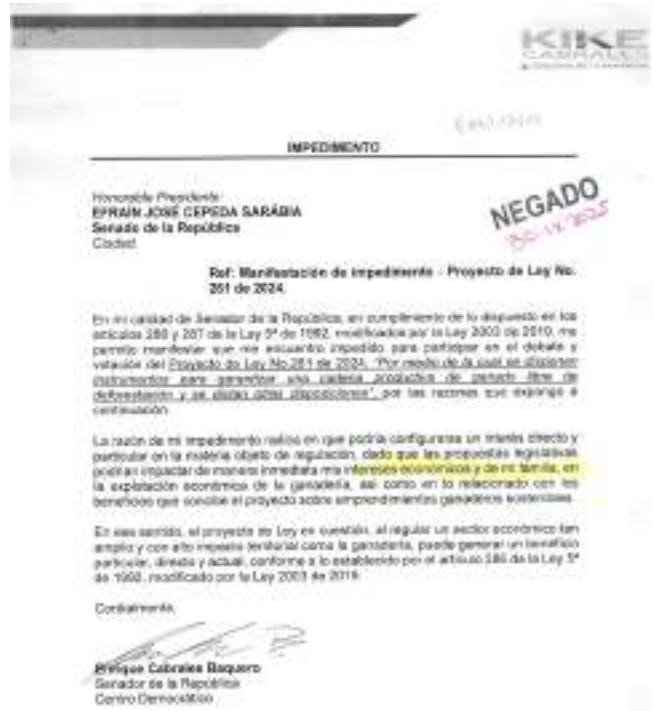 KIKE
CABRALES
IMPEDIMENTO
Honorable Presidente
EFRAIN JOSÉ CEPEDA SARÁBIA
Senado de la República
Ciudad
NEGADO
Ref: Manifestación de impedimento - Proyecto de Ley No.
261 de 2024.
En mi calidad de Senador de la República, en cumplimiento de lo dispuesto en los
artículos 286 y 287 de la Ley 5ª de 1992, modificados por la Ley 2003 de 2019, me
permito manifestar que me encuentro impedido para participar en el debate y
votación del Proyecto de Ley No.261 de 2024, "Por medio de la cual se disponen
instrumentos para garantizar una cadena productiva de ganado libre de
deforestación y se dictan otras disposiciones", por las razones que expongo a
continuación:
La razón de mi impedimento radica en que podría configurarse un interés directo y
particular en la materia objeto de regulación, dado que las propuestas legislativas
podrían impactar de manera inmediata mis intereses económicos y de mi familia, en
la explotación económica de la ganadería, así como en lo relacionado con los
beneficios que concibe el proyecto sobre emprendimientos ganaderos sostenibles.
En ese sentido, el proyecto de Ley en cuestión, al regular un sector económico tan
amplio y con alto impacto territorial como la ganadería, puede generar un beneficio
particular, directo y actual, conforme a lo establecido por el artículo 286 de la Ley 5ª
de 1992, modificado por la Ley 2003 de 2019.
Cordialmente,
Enrique Cabrales Baquero
Senador de la República
Centro Democrático